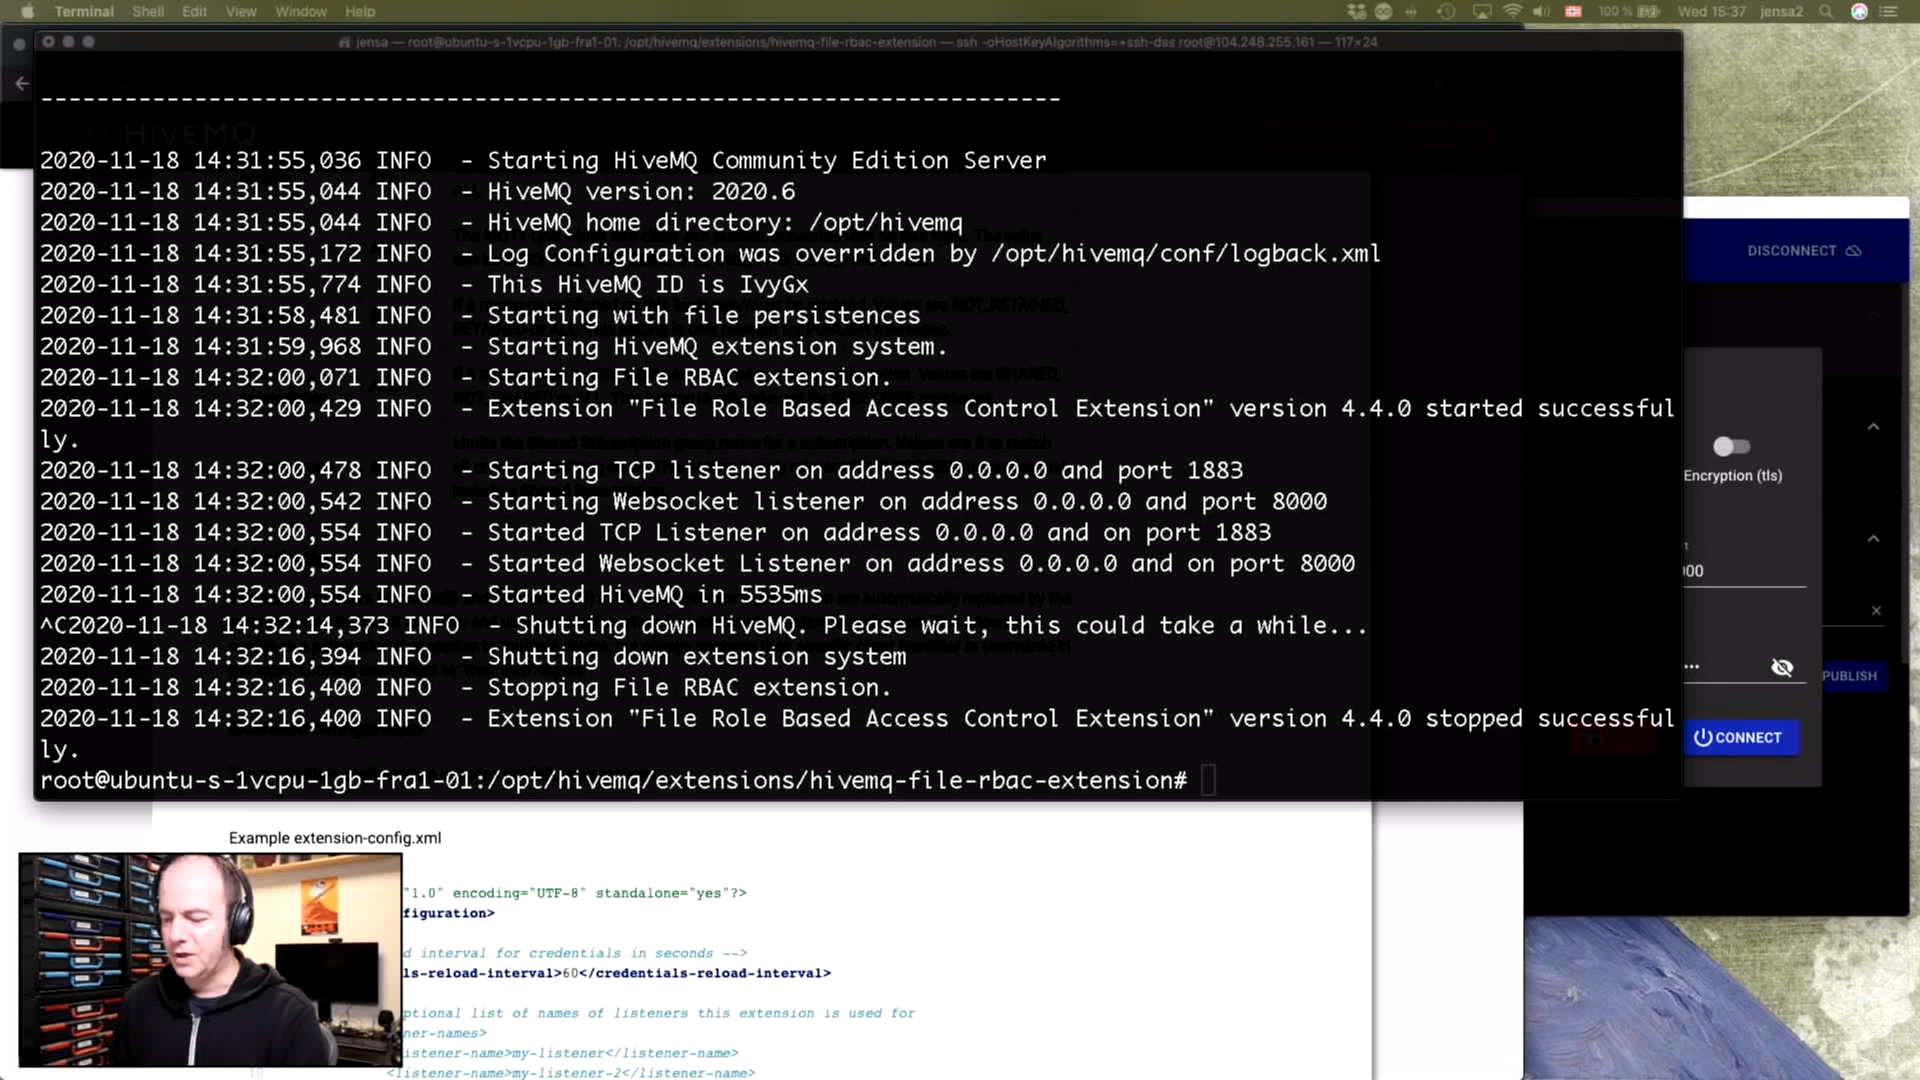 Terminal Shell Edit View Window Help 100 % Wed 15:37 jensa2
jensa — root@ubuntu-s-1vcpu-1gb-fra1-01: /opt/hivemq/extensions/hivemq-file-rbac-extension — ssh -oHostKeyAlgorithms=+ssh-dss root@104.248.255.161 — 117×24
--------------------------------------------------------------------------
HIVEMQ
2020-11-18 14:31:55,036 INFO  - Starting HiveMQ Community Edition Server
2020-11-18 14:31:55,044 INFO  - HiveMQ version: 2020.6
2020-11-18 14:31:55,044 INFO  - HiveMQ home directory: /opt/hivemq
2020-11-18 14:31:55,172 INFO  - Log Configuration was overridden by /opt/hivemq/conf/logback.xml
2020-11-18 14:31:55,774 INFO  - This HiveMQ ID is IvyGx
2020-11-18 14:31:58,481 INFO  - Starting with file persistences
2020-11-18 14:31:59,968 INFO  - Starting HiveMQ extension system.
2020-11-18 14:32:00,071 INFO  - Starting File RBAC extension.
2020-11-18 14:32:00,429 INFO  - Extension "File Role Based Access Control Extension" version 4.4.0 started successful
ly.
2020-11-18 14:32:00,478 INFO  - Starting TCP listener on address 0.0.0.0 and port 1883
2020-11-18 14:32:00,542 INFO  - Starting Websocket listener on address 0.0.0.0 and port 8000
2020-11-18 14:32:00,554 INFO  - Started TCP Listener on address 0.0.0.0 and on port 1883
2020-11-18 14:32:00,554 INFO  - Started Websocket Listener on address 0.0.0.0 and on port 8000
2020-11-18 14:32:00,554 INFO  - Started HiveMQ in 5535ms
^C2020-11-18 14:32:14,373 INFO  - Shutting down HiveMQ. Please wait, this could take a while...
2020-11-18 14:32:16,394 INFO  - Shutting down extension system
2020-11-18 14:32:16,400 INFO  - Stopping File RBAC extension.
2020-11-18 14:32:16,400 INFO  - Extension "File Role Based Access Control Extension" version 4.4.0 stopped successful
ly.
root@ubuntu-s-1vcpu-1gb-fra1-01:/opt/hivemq/extensions/hivemq-file-rbac-extension#
DISCONNECT
Encryption (tls)
PUBLISH
CONNECT
Example extension-config.xml
"1.0" encoding="UTF-8" standalone="yes"?>
figuration>
d interval for credentials in seconds -->
ls-reload-interval>60</credentials-reload-interval>
ptional list of names of listeners this extension is used for
ner-names>
istener-name>my-listener</listener-name>
10 <listener-name>my-listener-2</listener-name>